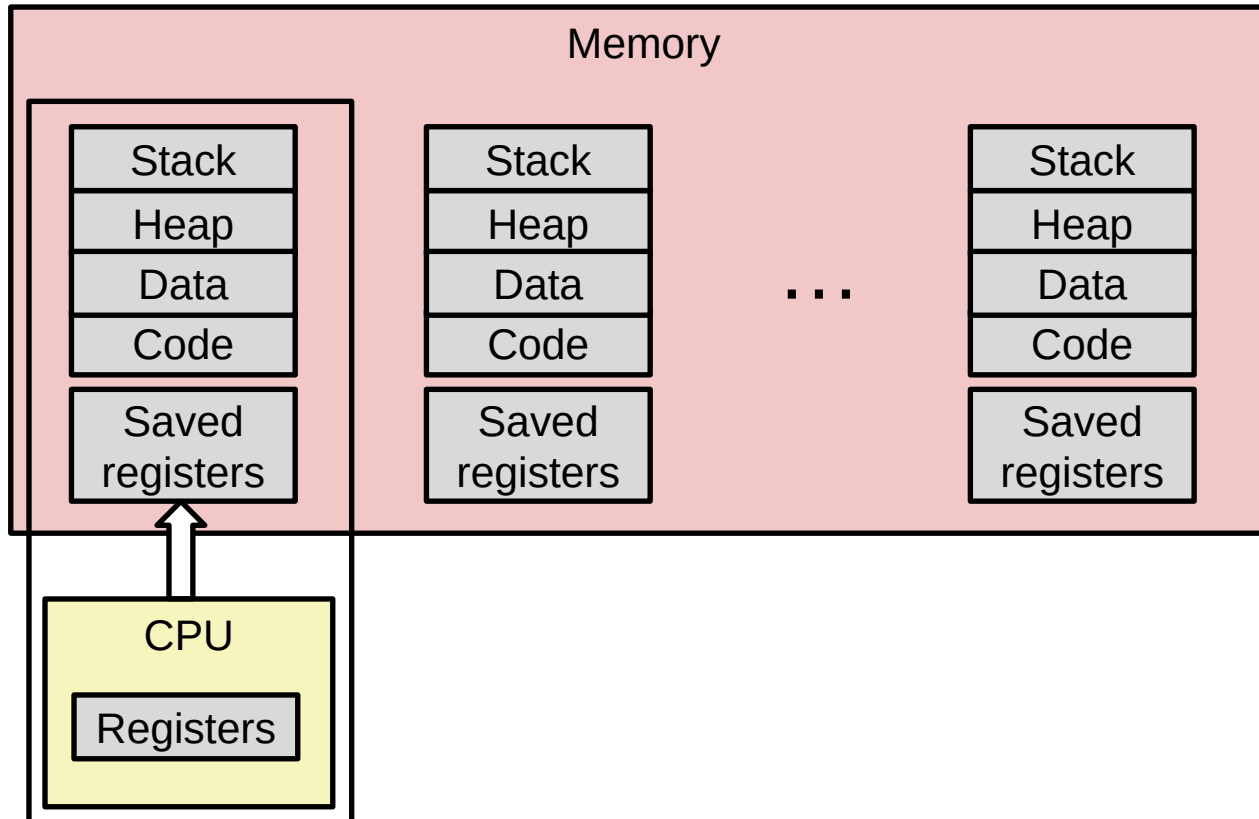 Memory
Stack
Heap
Data
Code
Saved
registers
Stack
Heap
Data
Code
Saved
registers
...
Stack
Heap
Data
Code
Saved
registers
CPU
Registers